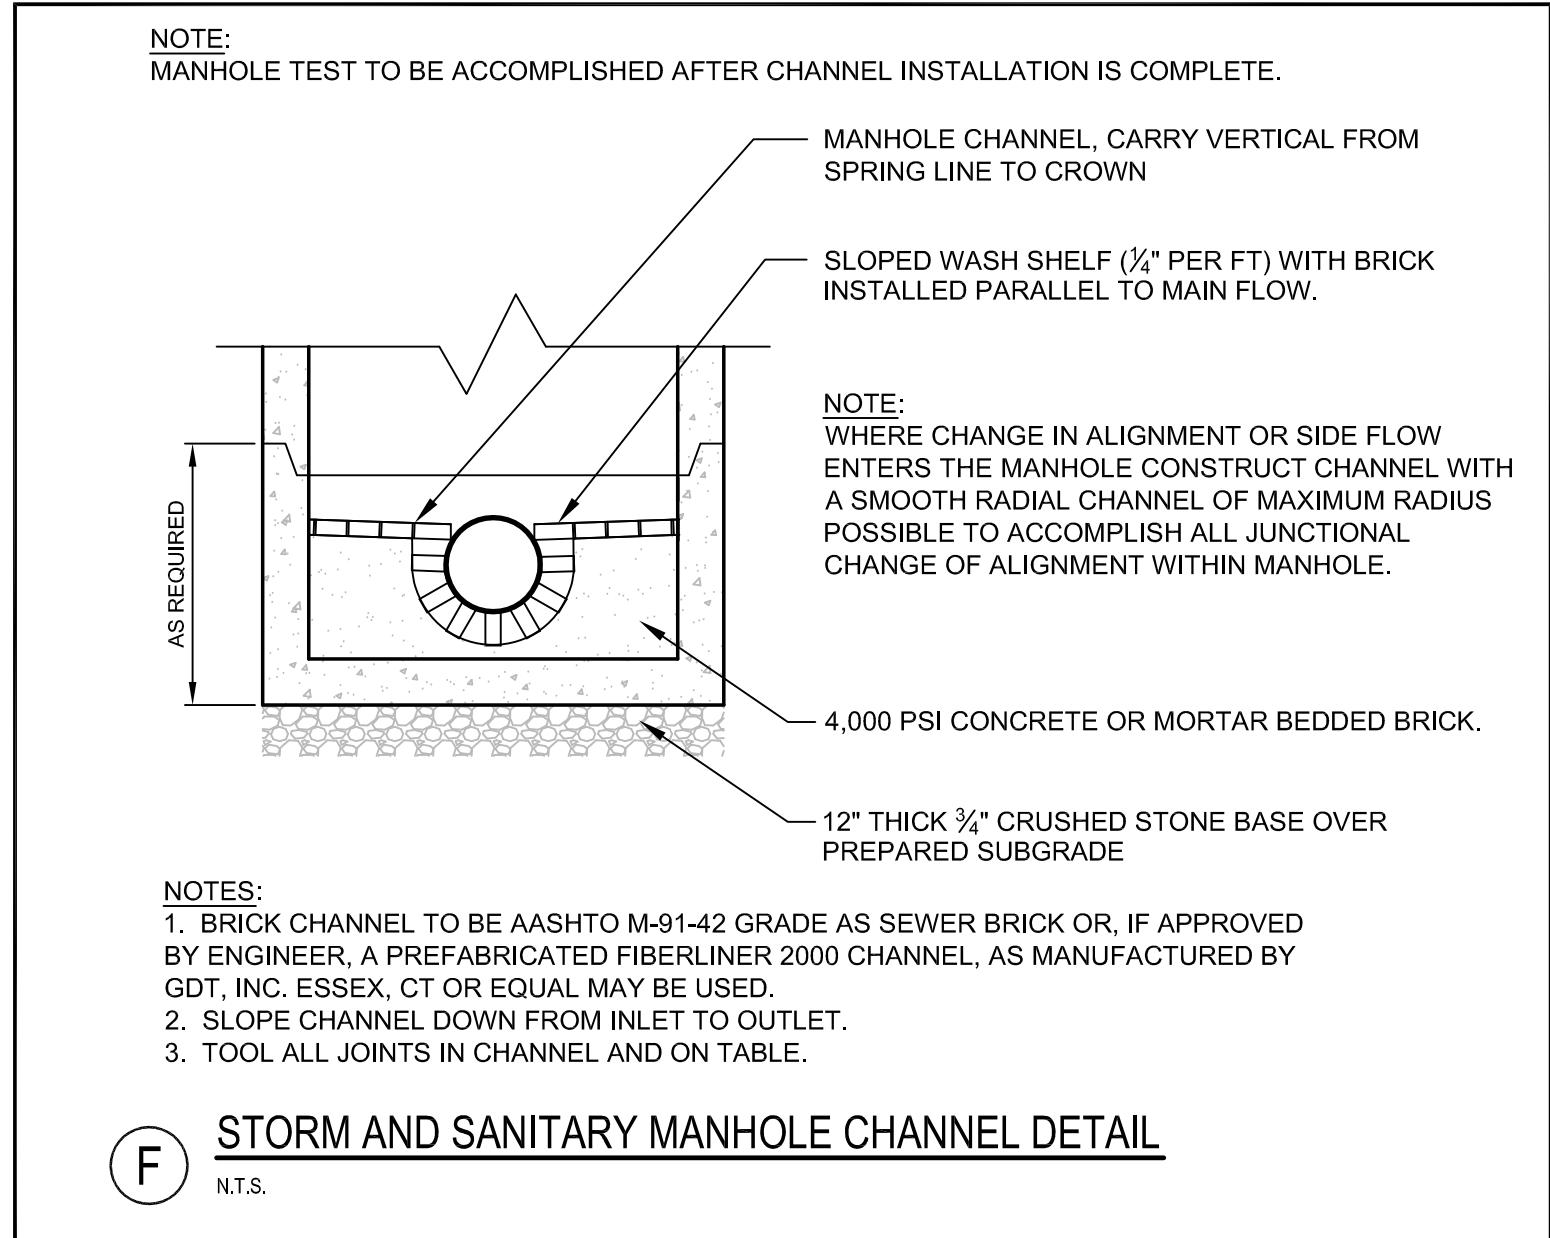 NOTE:
MANHOLE TEST TO BE ACCOMPLISHED AFTER CHANNEL INSTALLATION IS COMPLETE.
MANHOLE CHANNEL, CARRY VERTICAL FROM
SPRING LINE TO CROWN
SLOPED WASH SHELF (¼" PER FT) WITH BRICK
INSTALLED PARALLEL TO MAIN FLOW.
NOTE:
WHERE CHANGE IN ALIGNMENT OR SIDE FLOW
ENTERS THE MANHOLE CONSTRUCT CHANNEL WITH
A SMOOTH RADIAL CHANNEL OF MAXIMUM RADIUS
POSSIBLE TO ACCOMPLISH ALL JUNCTIONAL
CHANGE OF ALIGNMENT WITHIN MANHOLE.
AS REQUIRED
4,000 PSI CONCRETE OR MORTAR BEDDED BRICK.
12" THICK ¾" CRUSHED STONE BASE OVER
PREPARED SUBGRADE
NOTES:
1. BRICK CHANNEL TO BE AASHTO M-91-42 GRADE AS SEWER BRICK OR, IF APPROVED
BY ENGINEER, A PREFABRICATED FIBERLINER 2000 CHANNEL, AS MANUFACTURED BY
GDT, INC. ESSEX, CT OR EQUAL MAY BE USED.
2. SLOPE CHANNEL DOWN FROM INLET TO OUTLET.
3. TOOL ALL JOINTS IN CHANNEL AND ON TABLE.
F
STORM AND SANITARY MANHOLE CHANNEL DETAIL
N.T.S.